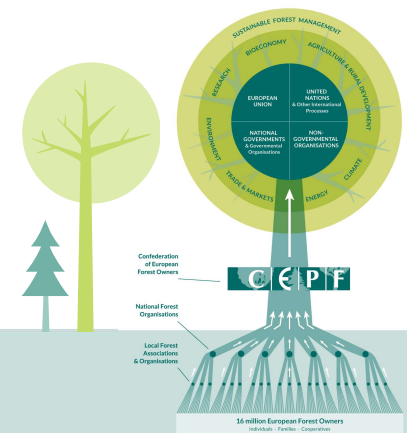 SUSTAINABLE FOREST MANAGEMENT
BIOECONOMY
AGRICULTURE & RURAL DEVELOPMENT
RESEARCH
ENVIRONMENT
TRADE & MARKETS
ENERGY
CLIMATE
EUROPEAN
UNION
UNITED
NATIONS
& Other International
Processes
NATIONAL
GOVERNMENTS
& Governmental
Organisations
NON-
GOVERNMENTAL
ORGANISATIONS
Confederation
of European
Forest Owners
CEPF
National Forest
Organisations
Local Forest
Associations
& Organisations
16 million European Forest Owners
Individuals - Families - Cooperatives